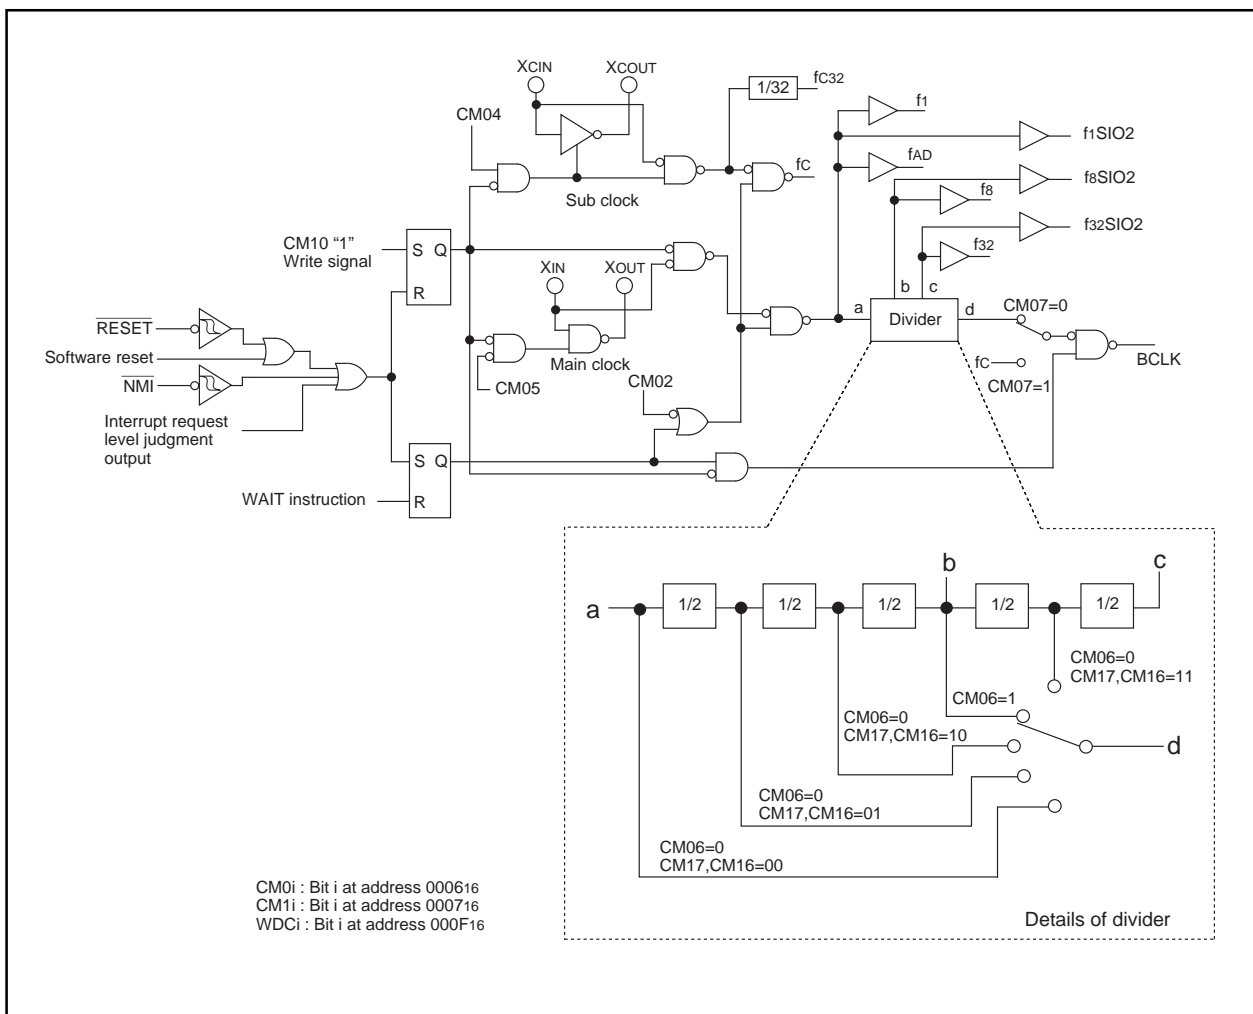 XCIN
XCOUT
1/32
fC32
CM04
f1
f1SIO2
fAD
fC
f8SIO2
f8
Sub clock
f32SIO2
f32
CM10 “1”
Write signal
S Q
R
XIN
XOUT
b
c
a
Divider
d
CM07=0
RESET
Software reset
NMI
Main clock
BCLK
fC
CM07=1
CM05
CM02
Interrupt request
level judgment
output
S Q
R
WAIT instruction
a
1/2
1/2
1/2
b
1/2
1/2
c
CM06=0
CM17,CM16=11
CM06=1
CM06=0
CM17,CM16=10
d
CM06=0
CM17,CM16=01
CM06=0
CM17,CM16=00
CM0i : Bit i at address 000616
CM1i : Bit i at address 000716
WDCi : Bit i at address 000F16
Details of divider